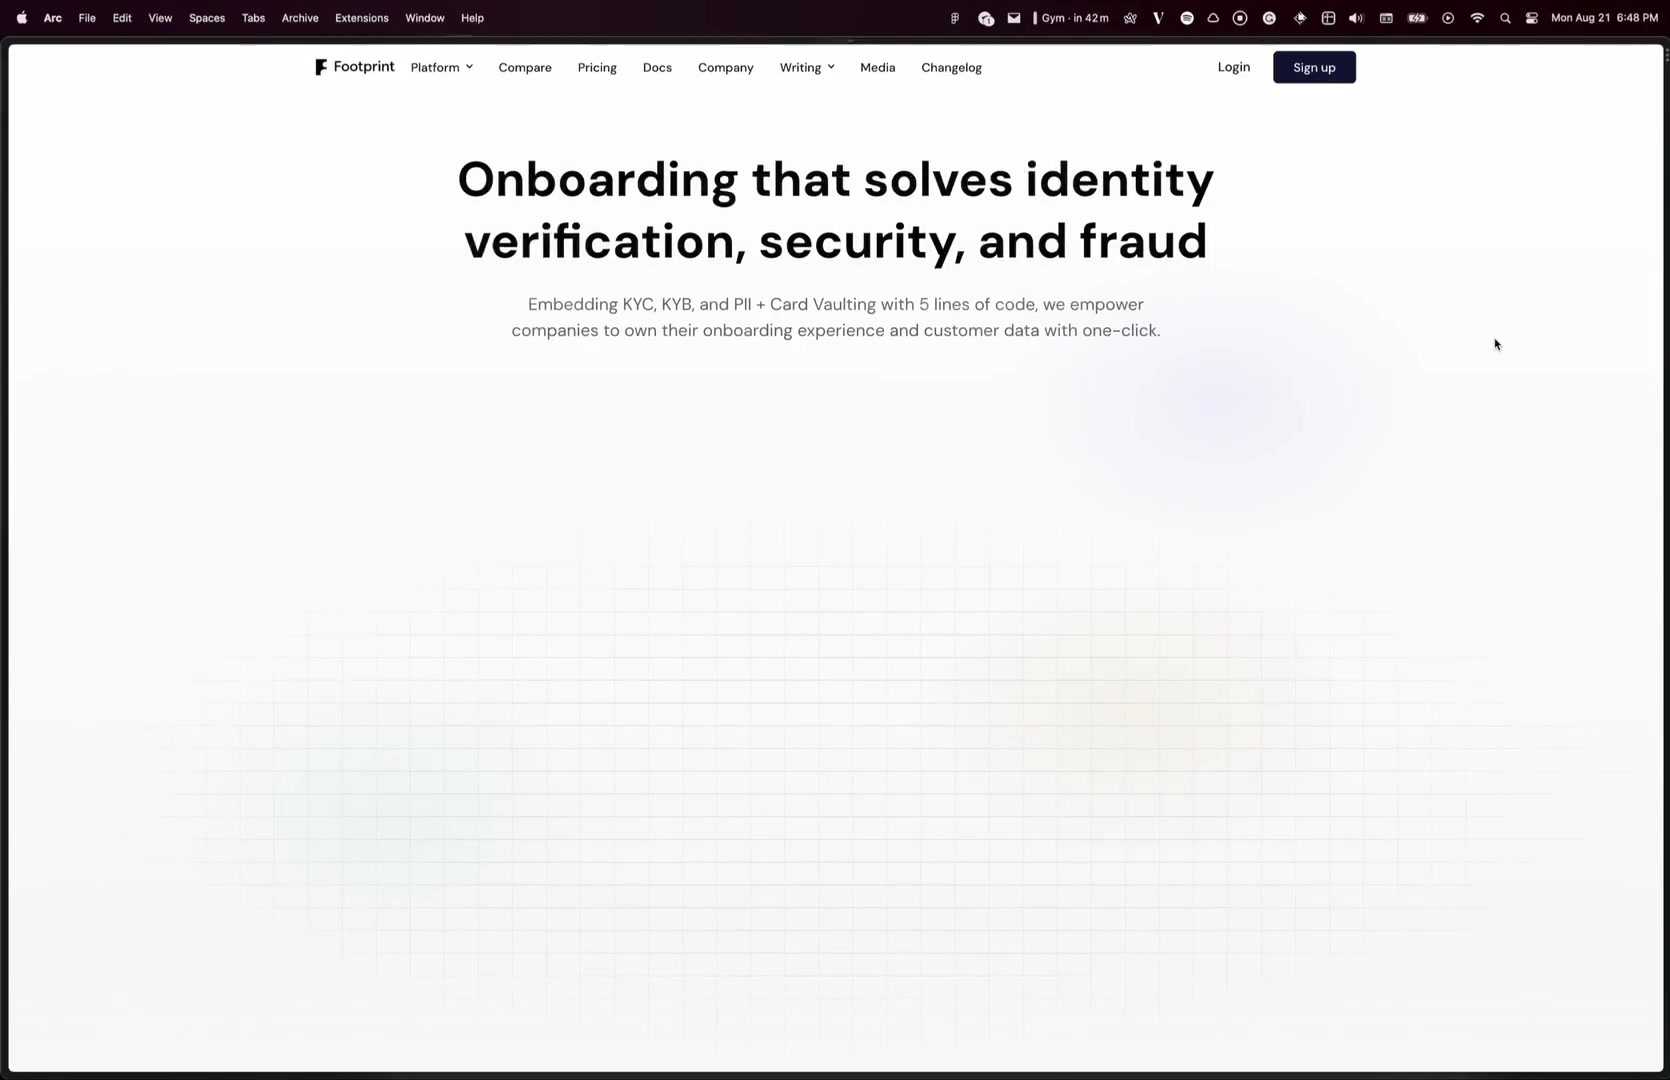 Arc File Edit View Spaces Tabs Archive Extensions Window Help Gym · in 42m Mon Aug 21 6:48 PM
Footprint Platform Compare Pricing Docs Company Writing Media Changelog Login Sign up
Onboarding that solves identity
verification, security, and fraud
Embedding KYC, KYB, and PII + Card Vaulting with 5 lines of code, we empower
companies to own their onboarding experience and customer data with one-click.